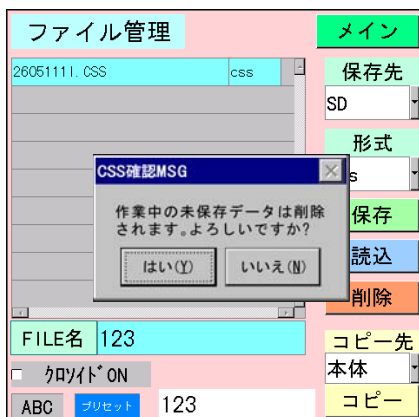 ファイル管理
メイン
2605111I.CSS
css
保存先
SD
形式
s
CSS確認MSG
作業中の未保存データは削除
されます。よろしいですか?
はい(Y)
いいえ(N)
保存
読込
削除
FILE名
123
コピー先
本体
クロソイドON
ABC
プリセット
123
コピー